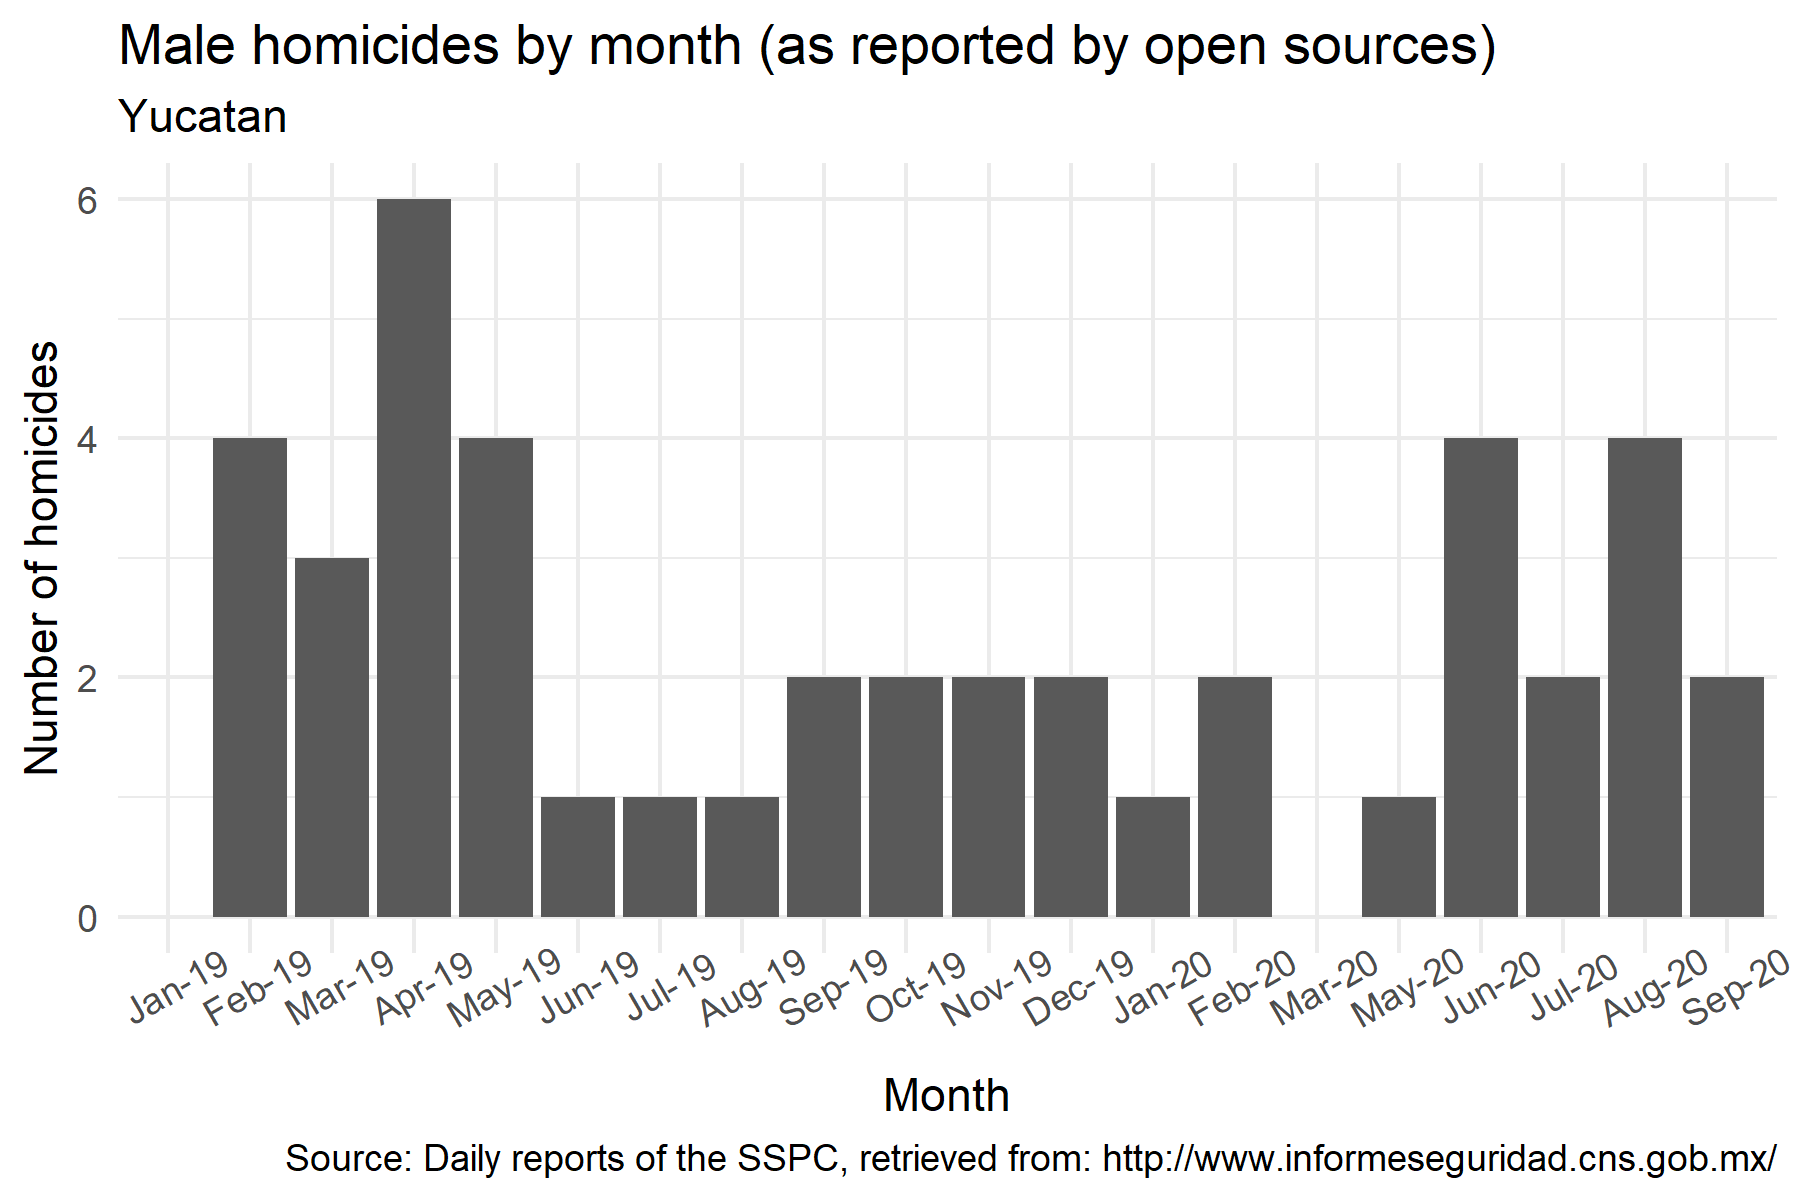 Male homicides by month (as reported by open sources)
Yucatan
Number of homicides
6
4
2
0
Jan-19
Feb-19
Mar-19
Apr-19
May-19
Jun-19
Jul-19
Aug-19
Sep-19
Oct-19
Nov-19
Dec-19
Jan-20
Feb-20
Mar-20
May-20
Jun-20
Jul-20
Aug-20
Sep-20
Month
Source: Daily reports of the SSPC, retrieved from: http://www.informeseguridad.cns.gob.mx/